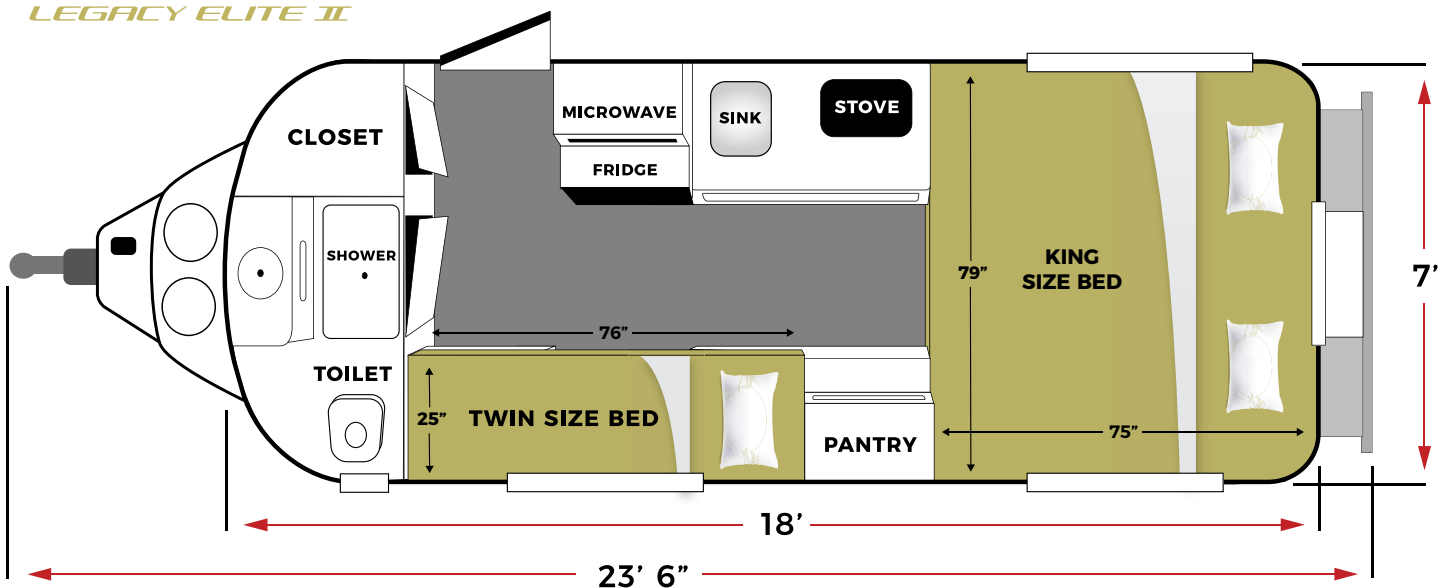 LEGACY ELITE II
CLOSET
MICROWAVE
FRIDGE
SINK
STOVE
SHOWER
TOILET
79”
KING
SIZE BED
7’
76”
25”
TWIN SIZE BED
PANTRY
75”
18’
23’ 6”